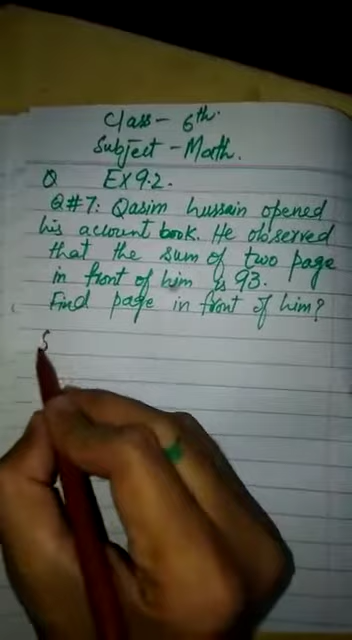 Class - 6th.
Subject - Math.
Q Ex 9.2.
Q#7: Qasim hussain opened
his account book. He observed
that the sum of two page
in front of him is 93.
Find page in front of him?
S